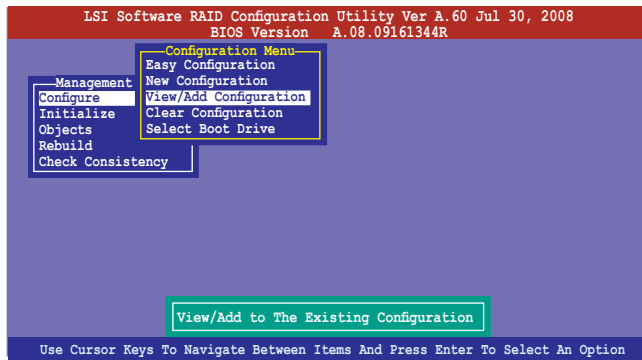 LSI Software RAID Configuration Utility Ver A.60 Jul 30, 2008
BIOS Version A.08.09161344R
Management
Configure
Initialize
Objects
Rebuild
Check Consistency
Configuration Menu
Easy Configuration
New Configuration
View/Add Configuration
Clear Configuration
Select Boot Drive
View/Add to The Existing Configuration
Use Cursor Keys To Navigate Between Items And Press Enter To Select An Option